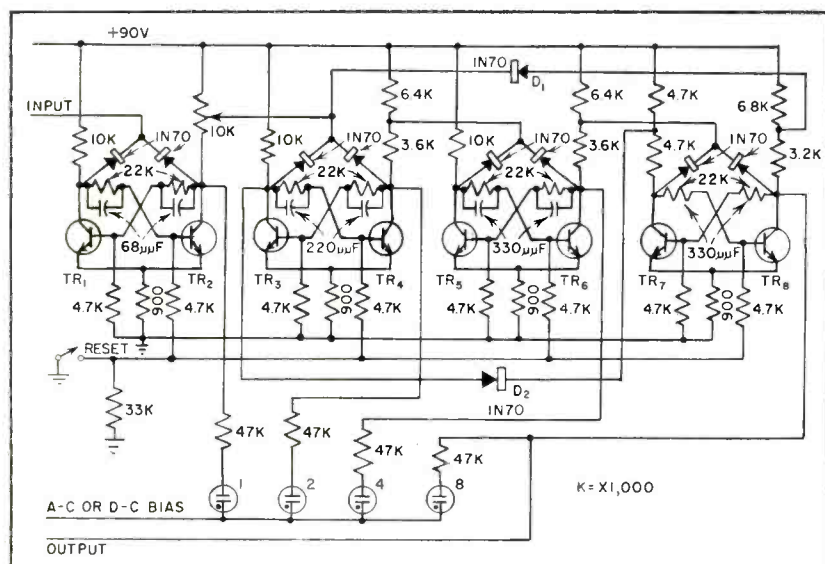 +90V
1N70
D1
INPUT
6.4K
6.4K
4.7K
6.8K
10K
10K
10K
3.6K
10K
3.6K
4.7K
3.2K
1N70
1N70
1N70
1N70
22K
22K
22K
22K
68μμF
220μμF
330μμF
330μμF
TR1
TR2
TR3
TR4
TR5
TR6
TR7
TR8
4.7K
900
4.7K
4.7K
900
4.7K
4.7K
900
4.7K
4.7K
900
4.7K
RESET
D2
1N70
33K
47K
47K
47K
47K
1
2
4
8
K=X1,000
A-C OR D-C BIAS
OUTPUT